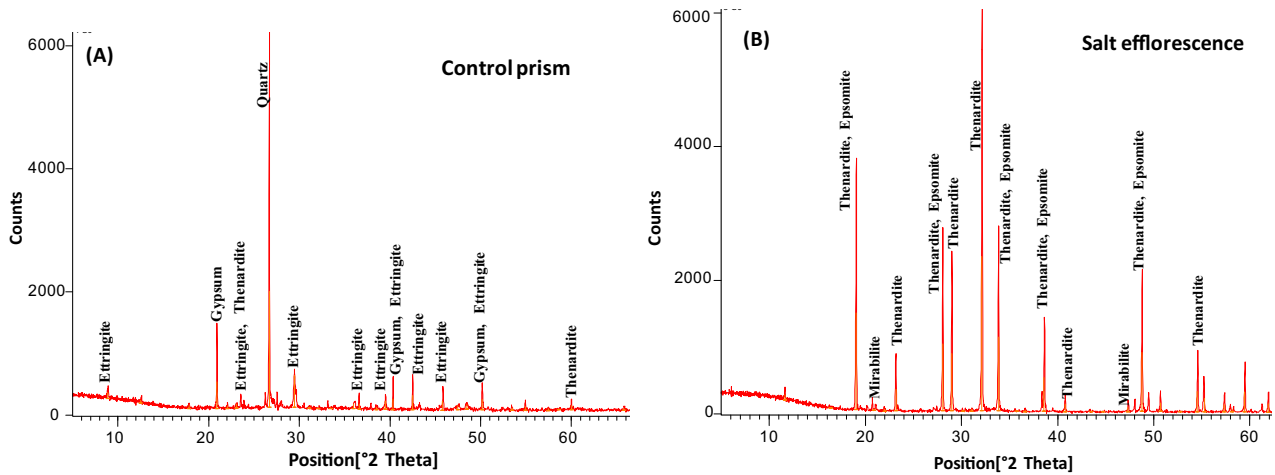 (A)
Control prism
6000
4000
2000
0
Counts
10
20
30
40
50
60
Position[°2 Theta]
Ettringite
Gypsum
Ettringite, Thenardite
Quartz
Ettringite
Ettringite
Ettringite
Gypsum, Ettringite
Ettringite
Ettringite
Gypsum, Ettringite
Thenardite
(B)
Salt efflorescence
6000
4000
2000
0
Counts
10
20
30
40
50
60
Position[°2 Theta]
Thenardite, Epsomite
Mirabilite
Thenardite
Thenardite, Epsomite
Thenardite
Thenardite
Thenardite, Epsomite
Thenardite, Epsomite
Thenardite
Mirabilite
Thenardite, Epsomite
Thenardite